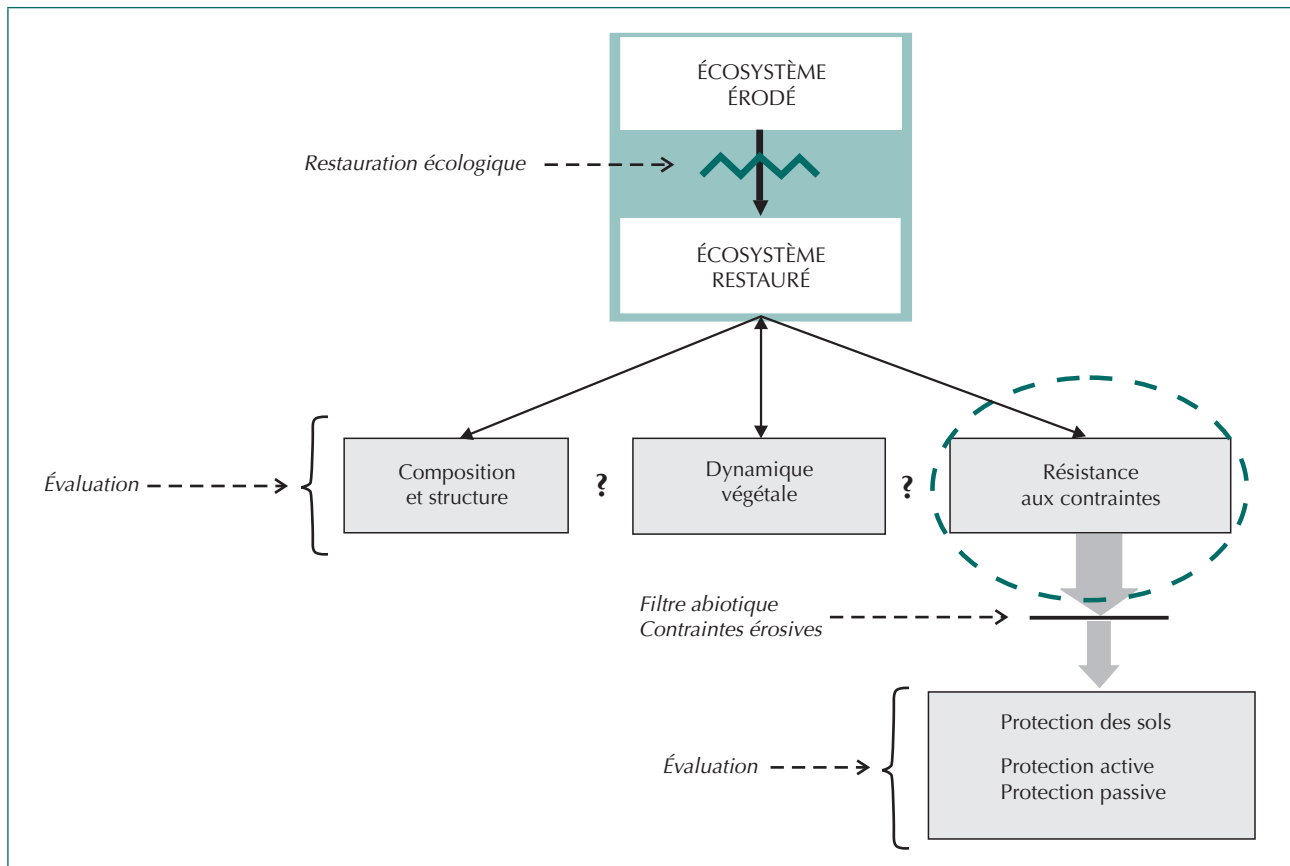 ÉCOSYSTÈME
ÉRODÉ
Restauration écologique
ÉCOSYSTÈME
RESTAURÉ
Évaluation
Composition
et structure
?
Dynamique
végétale
?
Résistance
aux contraintes
Filtre abiotique
Contraintes érosives
Évaluation
Protection des sols
Protection active
Protection passive